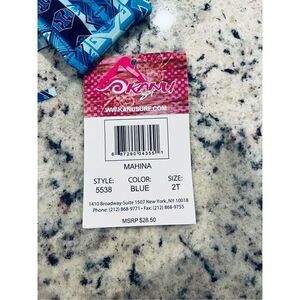 KANU
WWW.KANUSURF.COM
MAHINA
STYLE: COLOR: SIZE:
5538 BLUE 2T
1410 Broadway-Suite 1507 New York, NY 10018
Phone: (212) 868-9771 • Fax: (212) 868-9755
MSRP $28.50